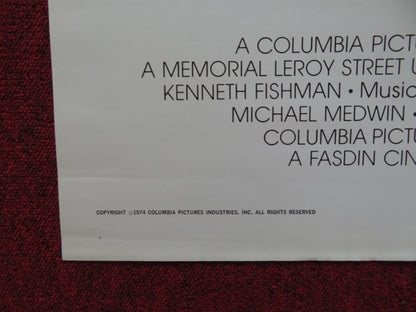 A COLUMBIA PICT
A MEMORIAL LEROY STREET U
KENNETH FISHMAN • Music
MICHAEL MEDWIN •
COLUMBIA PICTU
A FASDIN CIN
COPYRIGHT ©1974 COLUMBIA PICTURES INDUSTRIES, INC. ALL RIGHTS RESERVED